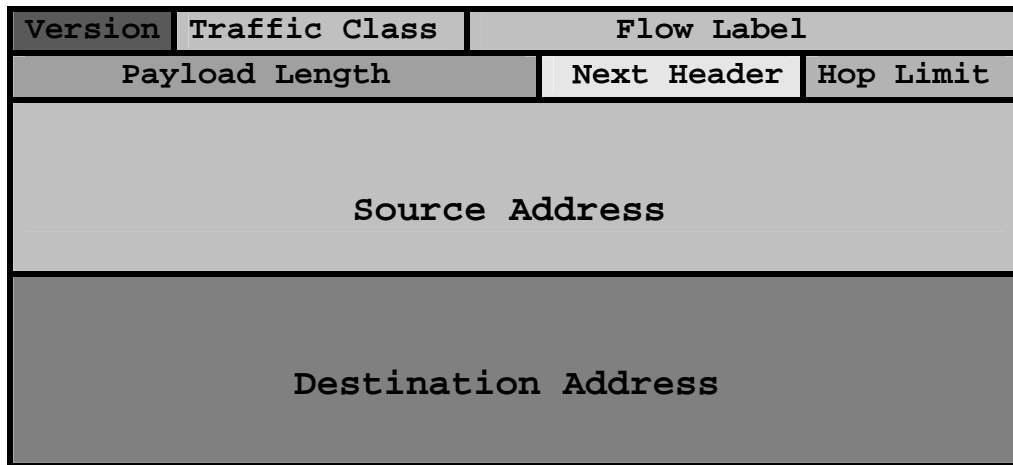 Version Traffic Class Flow Label
Payload Length Next Header Hop Limit
Source Address
Destination Address